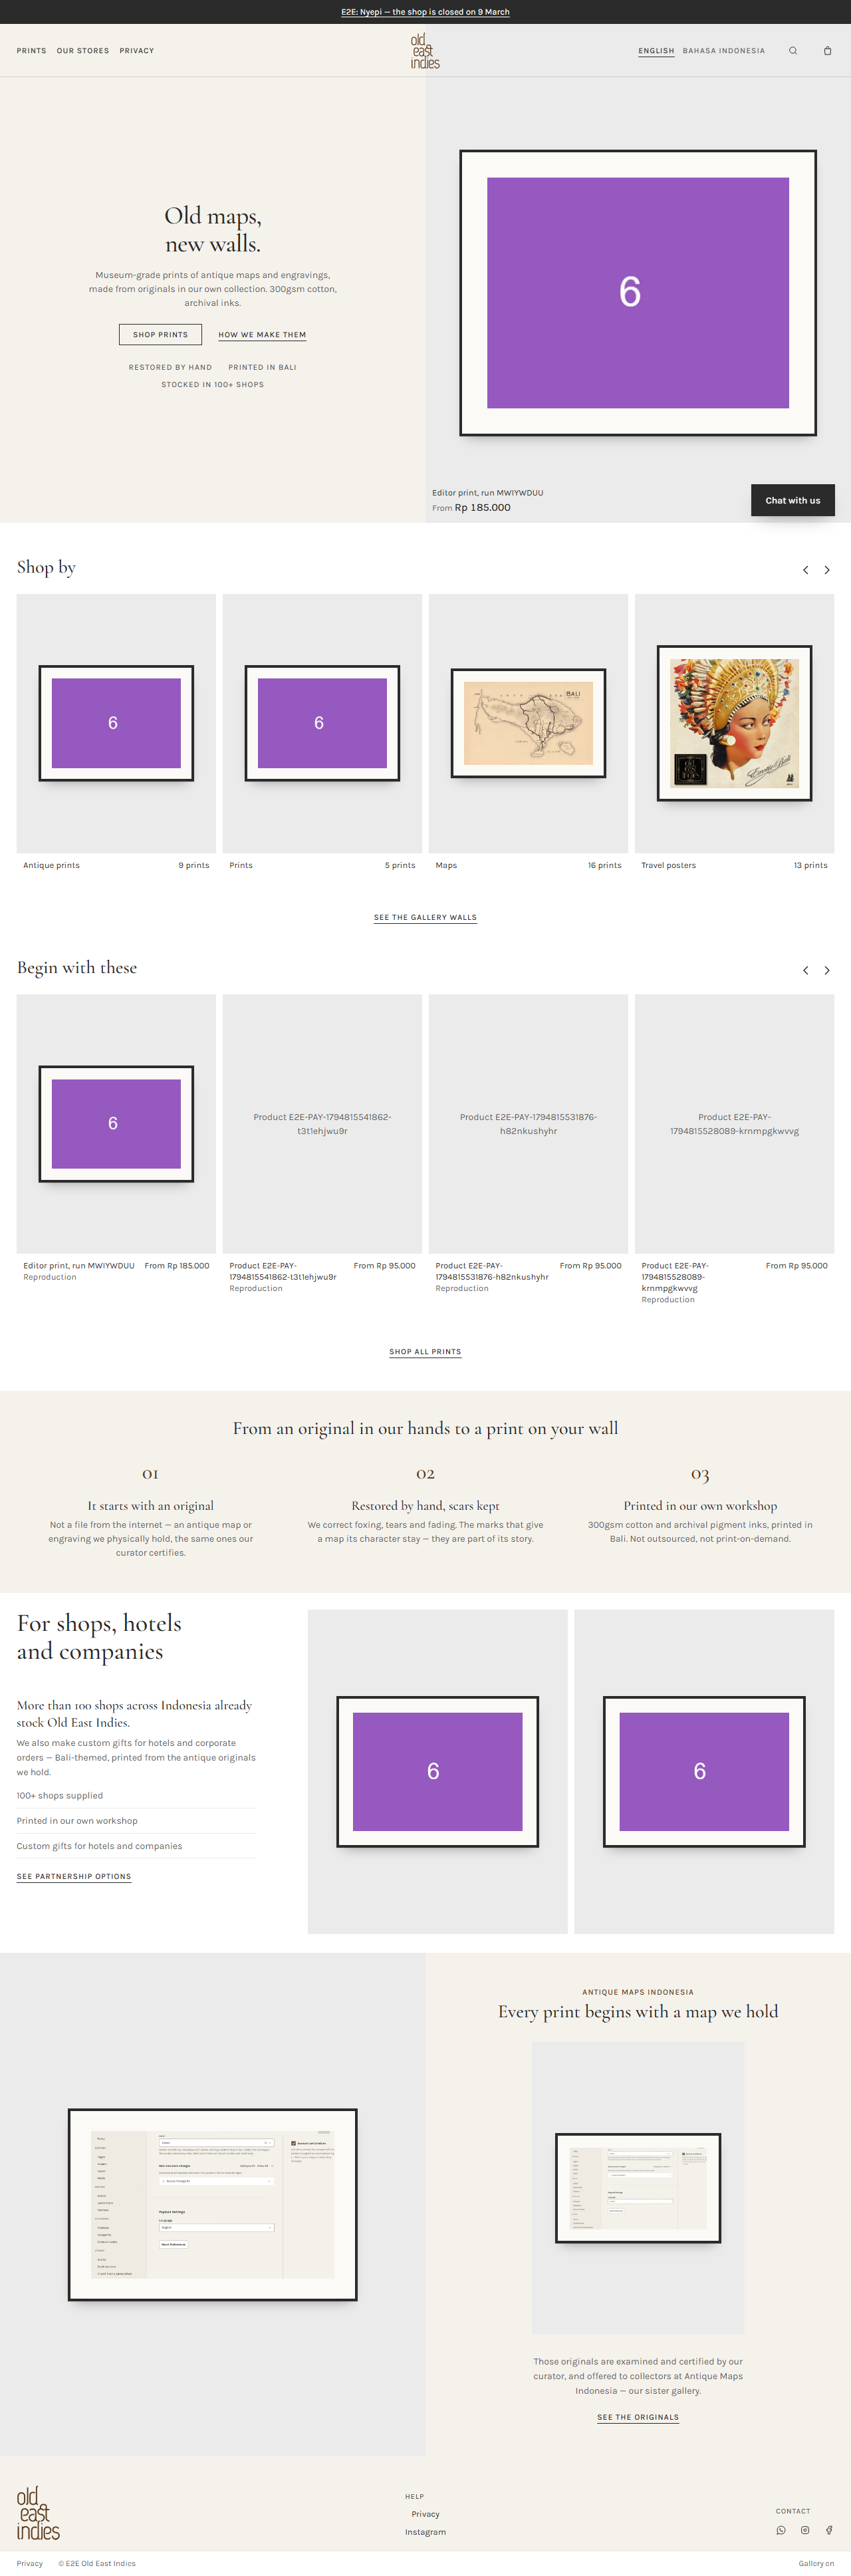 E2E: Nyepi — the shop is closed on 9 March
PRINTS OUR STORES PRIVACY
old
east
indies
ENGLISH BAHASA INDONESIA
Old maps,
new walls.
Museum-grade prints of antique maps and engravings,
made from originals in our own collection. 300gsm cotton,
archival inks.
SHOP PRINTS
HOW WE MAKE THEM
RESTORED BY HAND PRINTED IN BALI
STOCKED IN 100+ SHOPS
6
Editor print, run MWIYWDUU
From Rp 185.000
Chat with us
Shop by
6
6
BALI
Antique prints 9 prints
Prints 5 prints
Maps 16 prints
Travel posters 13 prints
SEE THE GALLERY WALLS
Begin with these
6
Product E2E-PAY-1794815541862-
t3t1ehjwu9r
Product E2E-PAY-1794815531876-
h82nkushyhr
Product E2E-PAY-
1794815528089-krnmpgkwvvg
Editor print, run MWIYWDUU From Rp 185.000
Reproduction
Product E2E-PAY- From Rp 95.000
1794815541862-t3t1ehjwu9r
Reproduction
Product E2E-PAY- From Rp 95.000
1794815531876-h82nkushyhr
Reproduction
Product E2E-PAY- From Rp 95.000
1794815528089-
krnmpgkwvvg
Reproduction
SHOP ALL PRINTS
From an original in our hands to a print on your wall
01
It starts with an original
Not a file from the internet — an antique map or
engraving we physically hold, the same ones our
curator certifies.
02
Restored by hand, scars kept
We correct foxing, tears and fading. The marks that give
a map its character stay — they are part of its story.
03
Printed in our own workshop
300gsm cotton and archival pigment inks, printed in
Bali. Not outsourced, not print-on-demand.
For shops, hotels
and companies
More than 100 shops across Indonesia already
stock Old East Indies.
We also make custom gifts for hotels and corporate
orders — Bali-themed, printed from the antique originals
we hold.
100+ shops supplied
Printed in our own workshop
Custom gifts for hotels and companies
SEE PARTNERSHIP OPTIONS
6
6
ANTIQUE MAPS INDONESIA
Every print begins with a map we hold
Payload Settings
Language
English
Those originals are examined and certified by our
curator, and offered to collectors at Antique Maps
Indonesia — our sister gallery.
SEE THE ORIGINALS
old
east
indies
HELP
Privacy
Instagram
CONTACT
Privacy © E2E Old East Indies
Gallery en